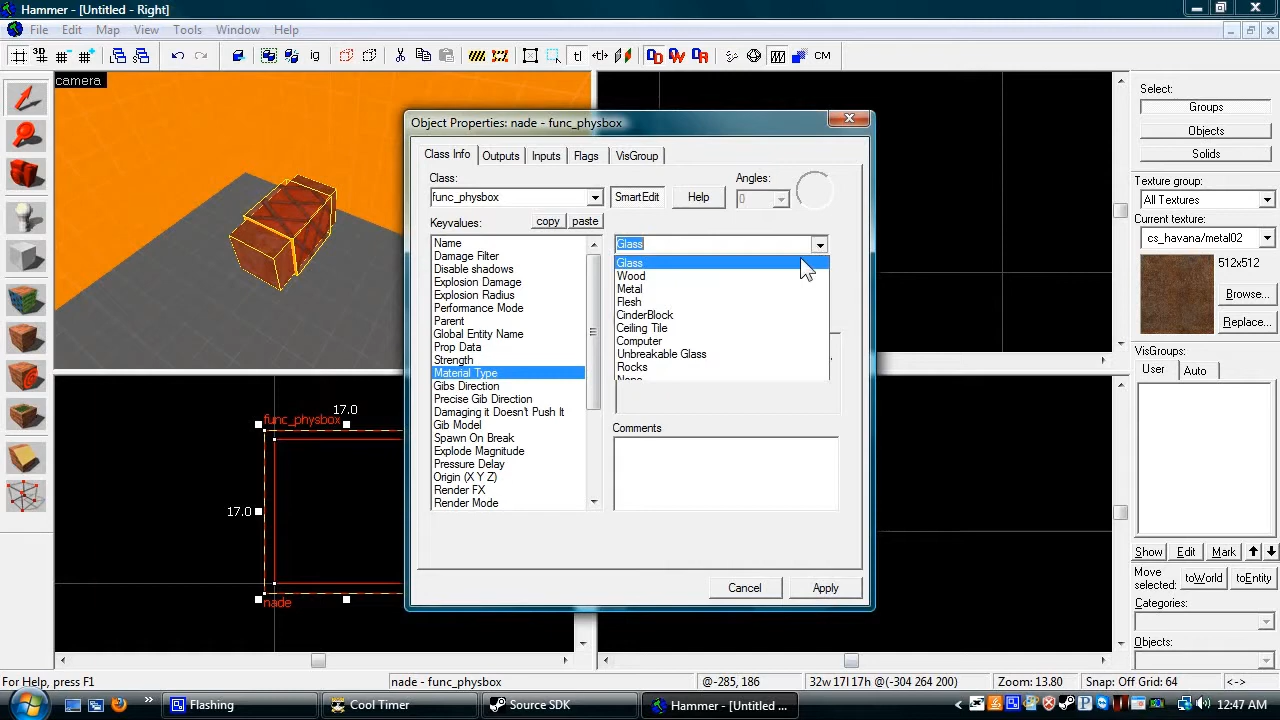 Hammer - [Untitled - Right]
File Edit Map View Tools Window Help
3D ig tl CM
camera
Object Properties: nade - func_physbox
Class Info Outputs Inputs Flags VisGroup
Class:
func_physbox
SmartEdit
Help
Angles:
0
Keyvalues:
copy
paste
Name
Damage Filter
Disable shadows
Explosion Damage
Explosion Radius
Performance Mode
Parent
Global Entity Name
Prop Data
Strength
Material Type
Gibs Direction
Precise Gib Direction
Damaging it Doesn't Push It
Gib Model
Spawn On Break
Explode Magnitude
Pressure Delay
Origin (X Y Z)
Render FX
Render Mode
Glass
Glass
Wood
Metal
Flesh
CinderBlock
Ceiling Tile
Computer
Unbreakable Glass
Rocks
None
Comments
Cancel
Apply
17.0
func_physbox
17.0
nade
Select:
Groups
Objects
Solids
Texture group:
All Textures
Current texture:
cs_havana/metal02
512x512
Browse...
Replace...
VisGroups:
User Auto
Show Edit Mark
Move
selected:
toWorld toEntity
Categories:
Objects:
For Help, press F1
nade - func_physbox
@-285, 186
32w 17l 17h @(-304 264 200)
Zoom: 13.80
Snap: Off Grid: 64
<->
Flashing
Cool Timer
Source SDK
Hammer - [Untitled ...
12:47 AM